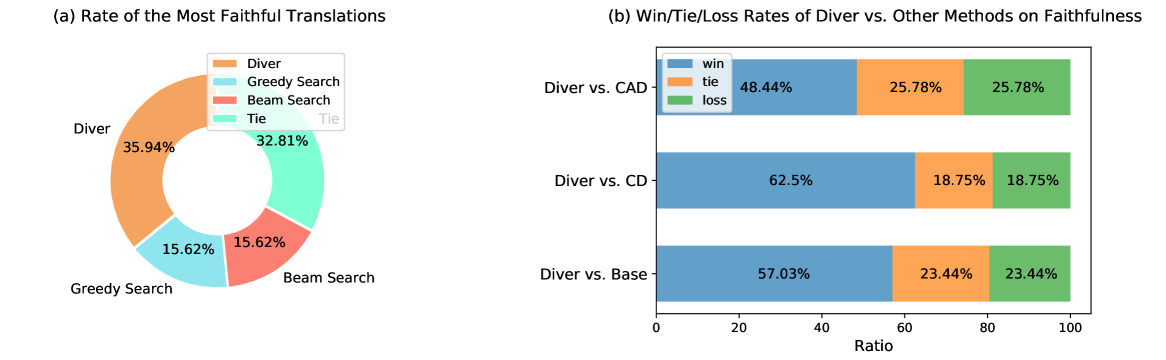 (a) Rate of the Most Faithful Translations
Diver
Greedy Search
Beam Search
Tie
Tie
Diver
35.94%
32.81%
15.62%
15.62%
Greedy Search
Beam Search
(b) Win/Tie/Loss Rates of Diver vs. Other Methods on Faithfulness
win
tie
loss
Diver vs. CAD
48.44%
25.78%
25.78%
Diver vs. CD
62.5%
18.75%
18.75%
Diver vs. Base
57.03%
23.44%
23.44%
0
20
40
60
80
100
Ratio